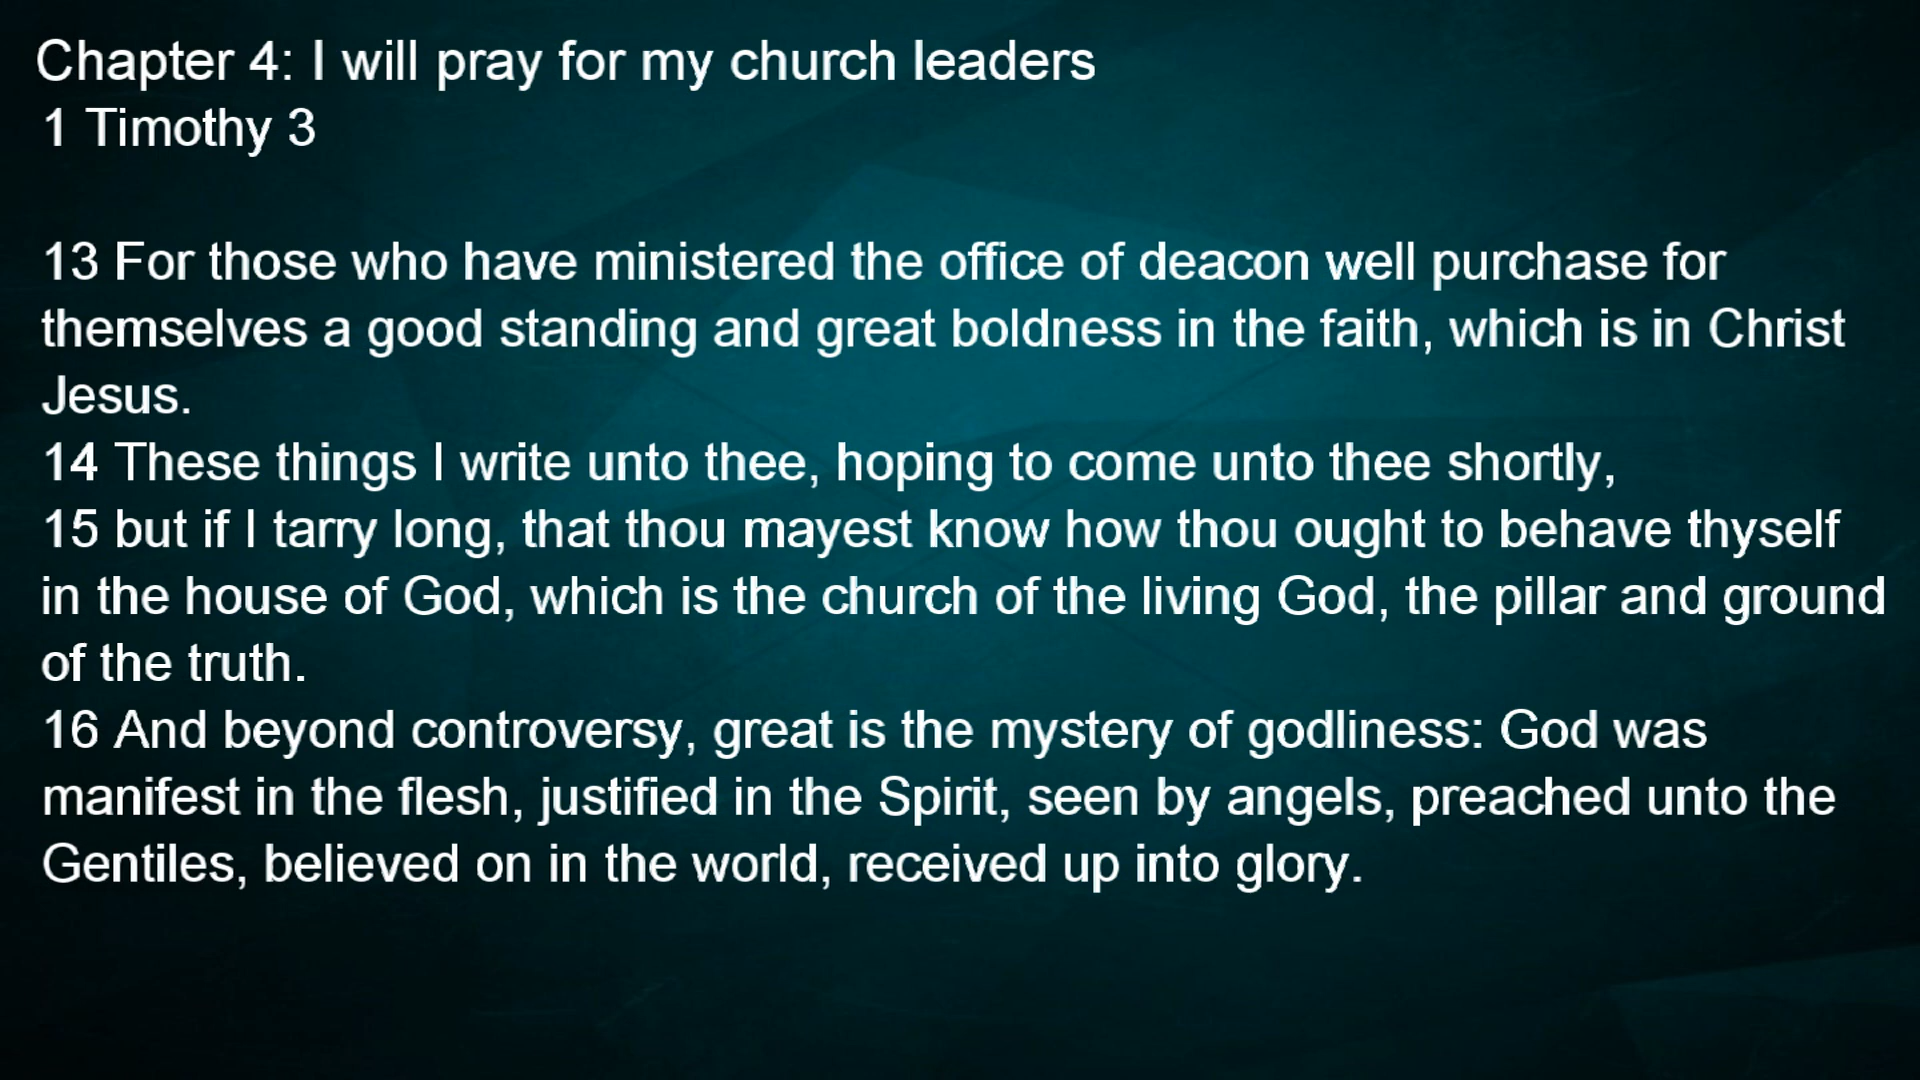 Chapter 4: I will pray for my church leaders
1 Timothy 3
13 For those who have ministered the office of deacon well purchase for
themselves a good standing and great boldness in the faith, which is in Christ
Jesus.
14 These things I write unto thee, hoping to come unto thee shortly,
15 but if I tarry long, that thou mayest know how thou ought to behave thyself
in the house of God, which is the church of the living God, the pillar and ground
of the truth.
16 And beyond controversy, great is the mystery of godliness: God was
manifest in the flesh, justified in the Spirit, seen by angels, preached unto the
Gentiles, believed on in the world, received up into glory.